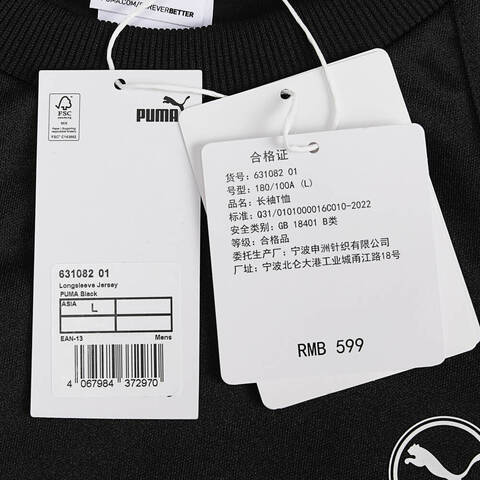 PUMA.COM/FOREVERBETTER
FSC
MIX
PUMA
631082 01
Longsleeve Jersey
PUMA Black
ASIA
L
EAN-13
Mens
4 067984 372970
合格证
货号: 631082 01
号型: 180/100A (L)
品名: 长袖T恤
标准: Q31/0101000016C010-2022
安全类别: GB 18401 B类
等级: 合格品
委托生产厂: 宁波申洲针织有限公司
厂址: 宁波北仑大港工业城甬江路18号
RMB 599